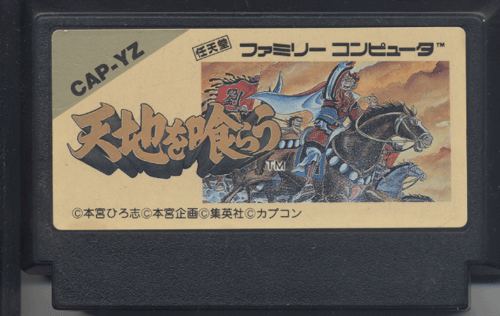 CAP-YZ
任天堂 ファミリー コンピュータ™
天地を喰らう
TM
©本宮ひろ志©本宮企画©集英社©カプコン